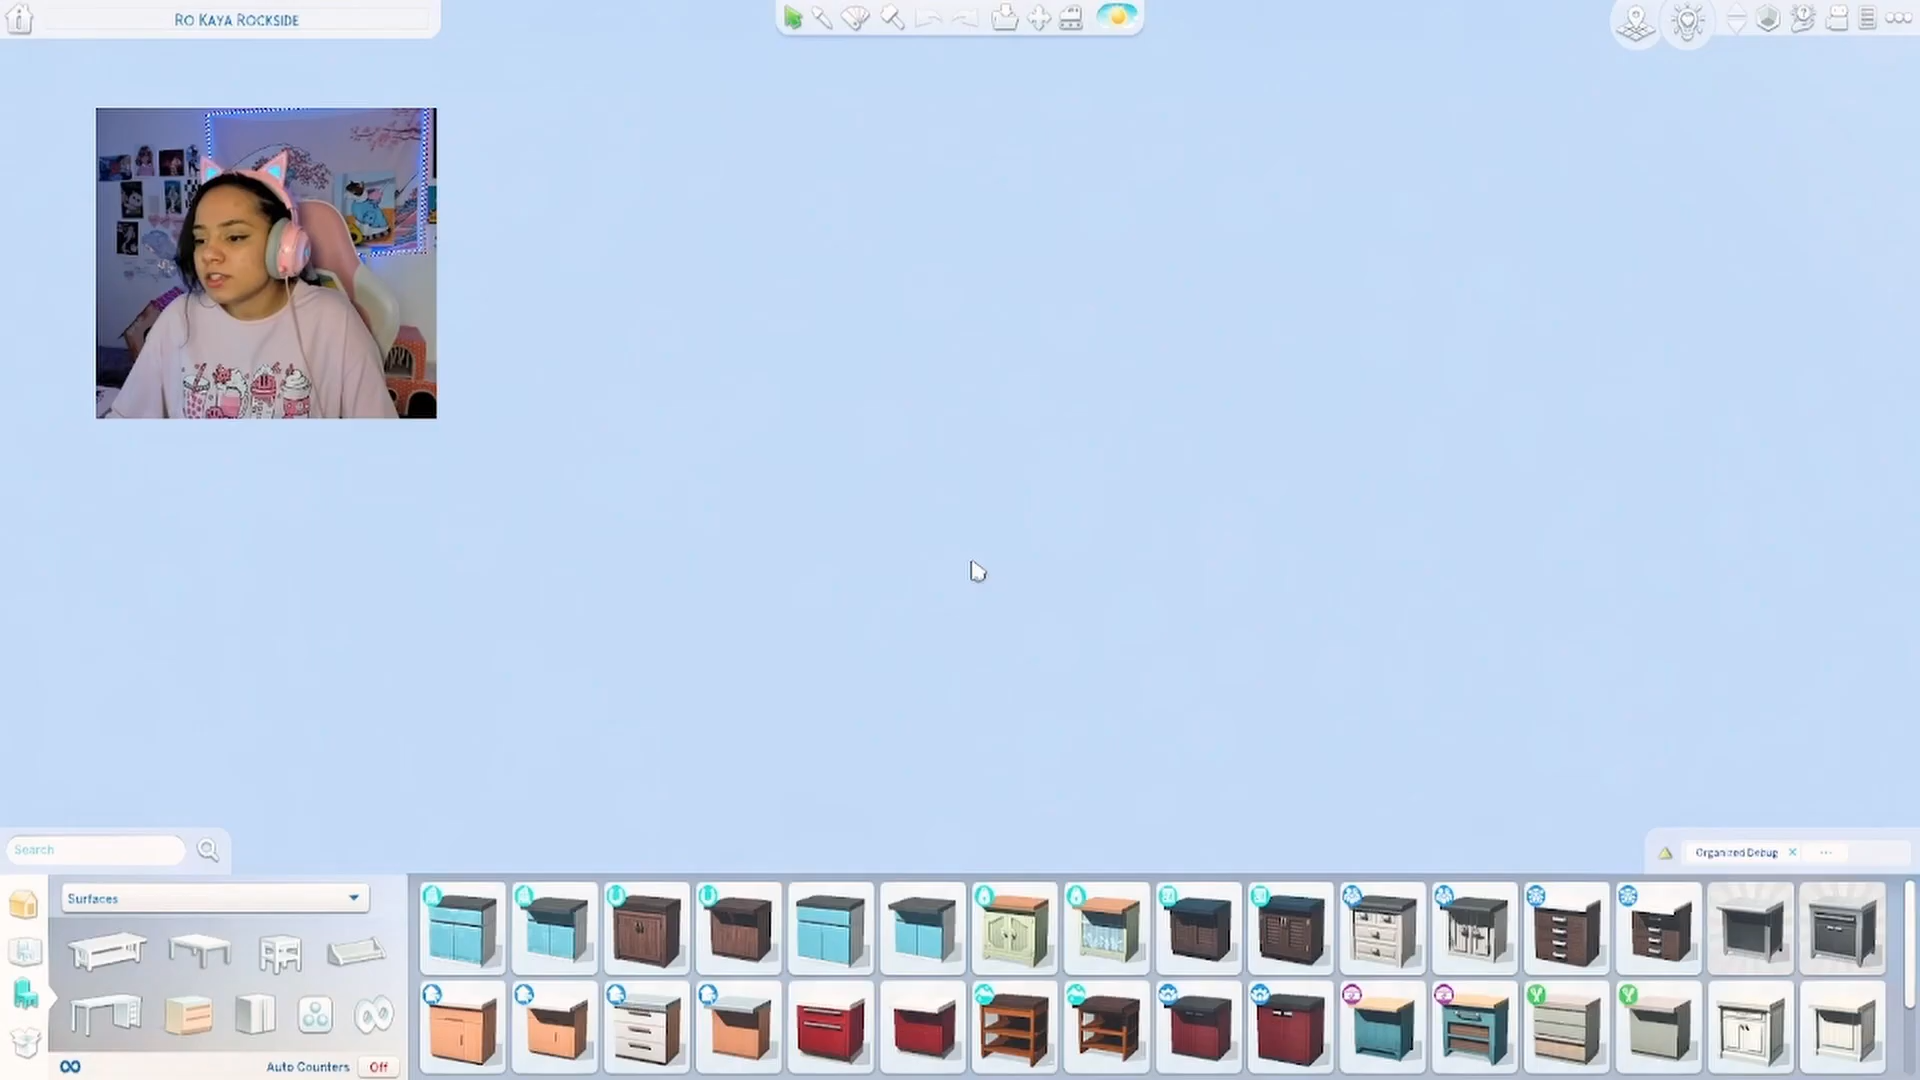 Ro Kaya Rockside
Search
Organized Debug
Surfaces
Auto Counters Off